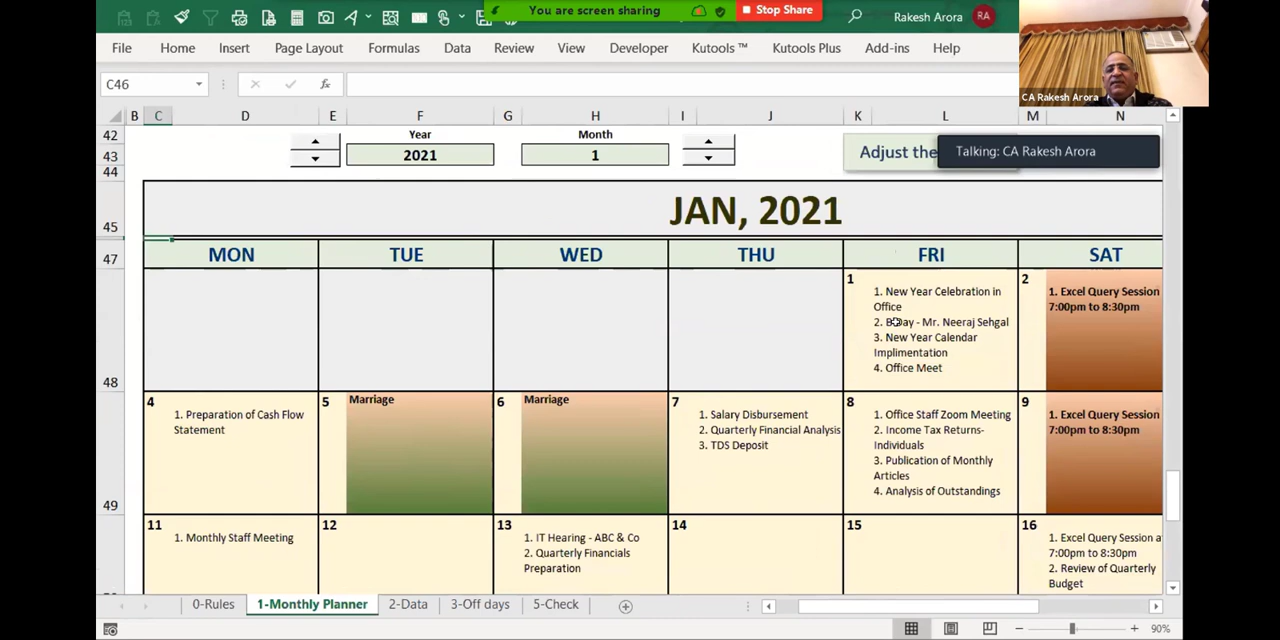 You are screen sharing
Stop Share
Rakesh Arora
RA
File Home Insert Page Layout Formulas Data Review View Developer Kutools ™ Kutools Plus Add-ins Help
CA Rakesh Arora
C46
fx
B C D E F G H I J K L M N
42
Year
Month
43
2021
1
Adjust the
Talking: CA Rakesh Arora
44
45
JAN, 2021
47
MON TUE WED THU FRI SAT
48
1
1. New Year Celebration in
Office
2. B'Day - Mr. Neeraj Sehgal
3. New Year Calendar
Implimentation
4. Office Meet
2
1. Excel Query Session
7:00pm to 8:30pm
49
4
1. Preparation of Cash Flow
Statement
5
Marriage
6
Marriage
7
1. Salary Disbursement
2. Quarterly Financial Analysis
3. TDS Deposit
8
1. Office Staff Zoom Meeting
2. Income Tax Returns-
Individuals
3. Publication of Monthly
Articles
4. Analysis of Outstandings
9
1. Excel Query Session
7:00pm to 8:30pm
11
1. Monthly Staff Meeting
12
13
1. IT Hearing - ABC & Co
2. Quarterly Financials
Preparation
14
15
16
1. Excel Query Session a
7:00pm to 8:30pm
2. Review of Quarterly
Budget
0-Rules 1-Monthly Planner 2-Data 3-Off days 5-Check
90%